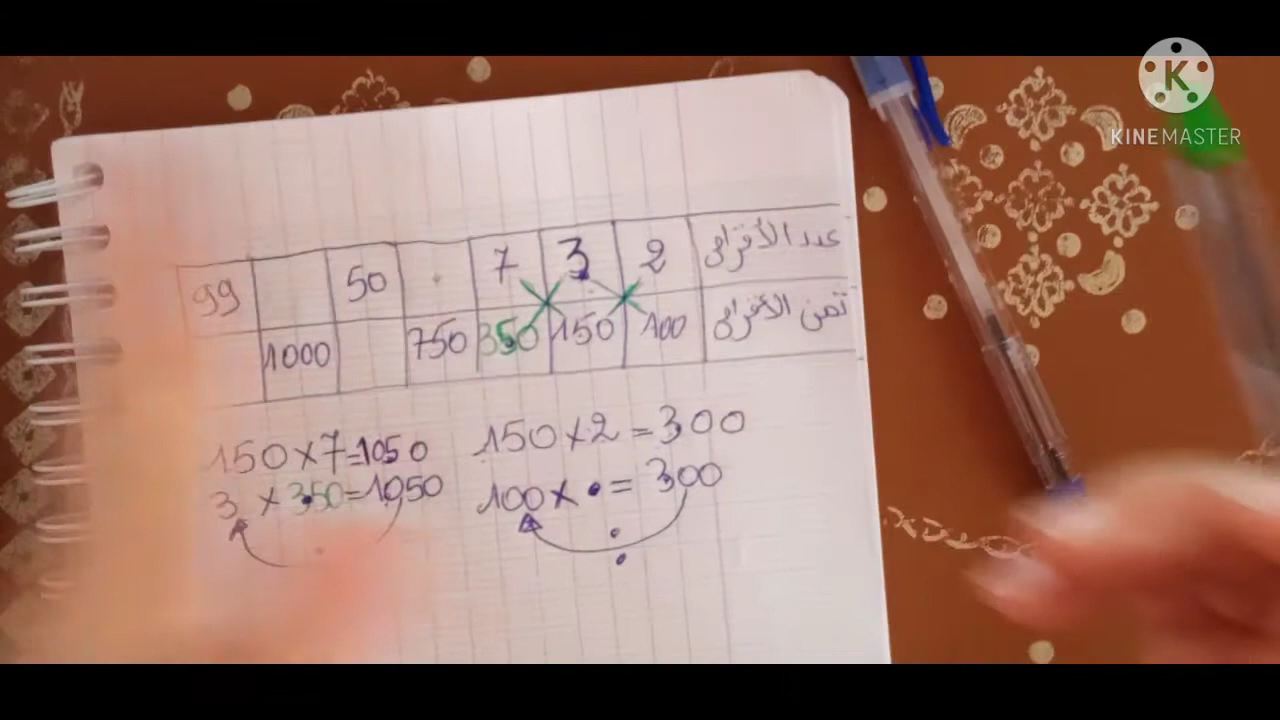 KINEMASTER
عدد الأقراص 2 3 7 . 50 99
ثمن الأقراص 100 150 350 750 1000
150 x 2 = 300
100 x • = 300
150 x 7 = 1050
3 x 350 = 1050